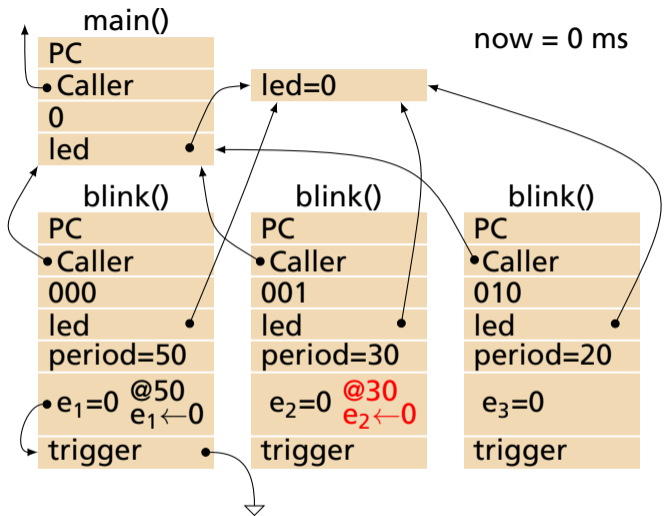 main()
PC
Caller
0
led
led=0
now = 0 ms
blink()
PC
Caller
000
led
period=50
e₁=0 @50
e₁←0
trigger
blink()
PC
Caller
001
led
period=30
e₂=0 @30
e₂←0
trigger
blink()
PC
Caller
010
led
period=20
e₃=0
trigger